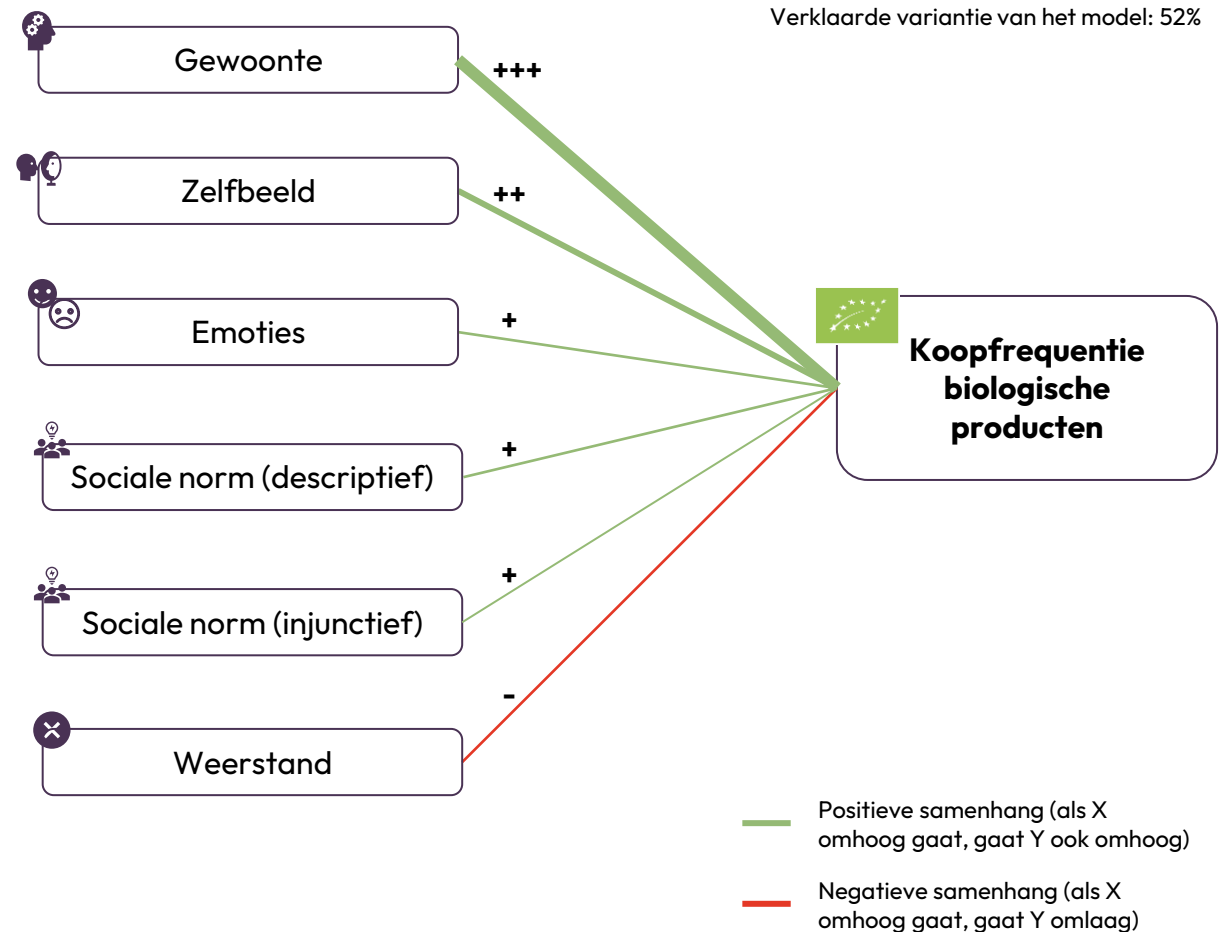 Verklaarde variantie van het model: 52%
Gewoonte
+++
Zelfbeeld
++
Emoties
+
Sociale norm (descriptief)
+
Sociale norm (injunctief)
+
Weerstand
-
Koopfrequentie
biologische
producten
Positieve samenhang (als X
omhoog gaat, gaat Y ook omhoog)
Negatieve samenhang (als X
omhoog gaat, gaat Y omlaag)